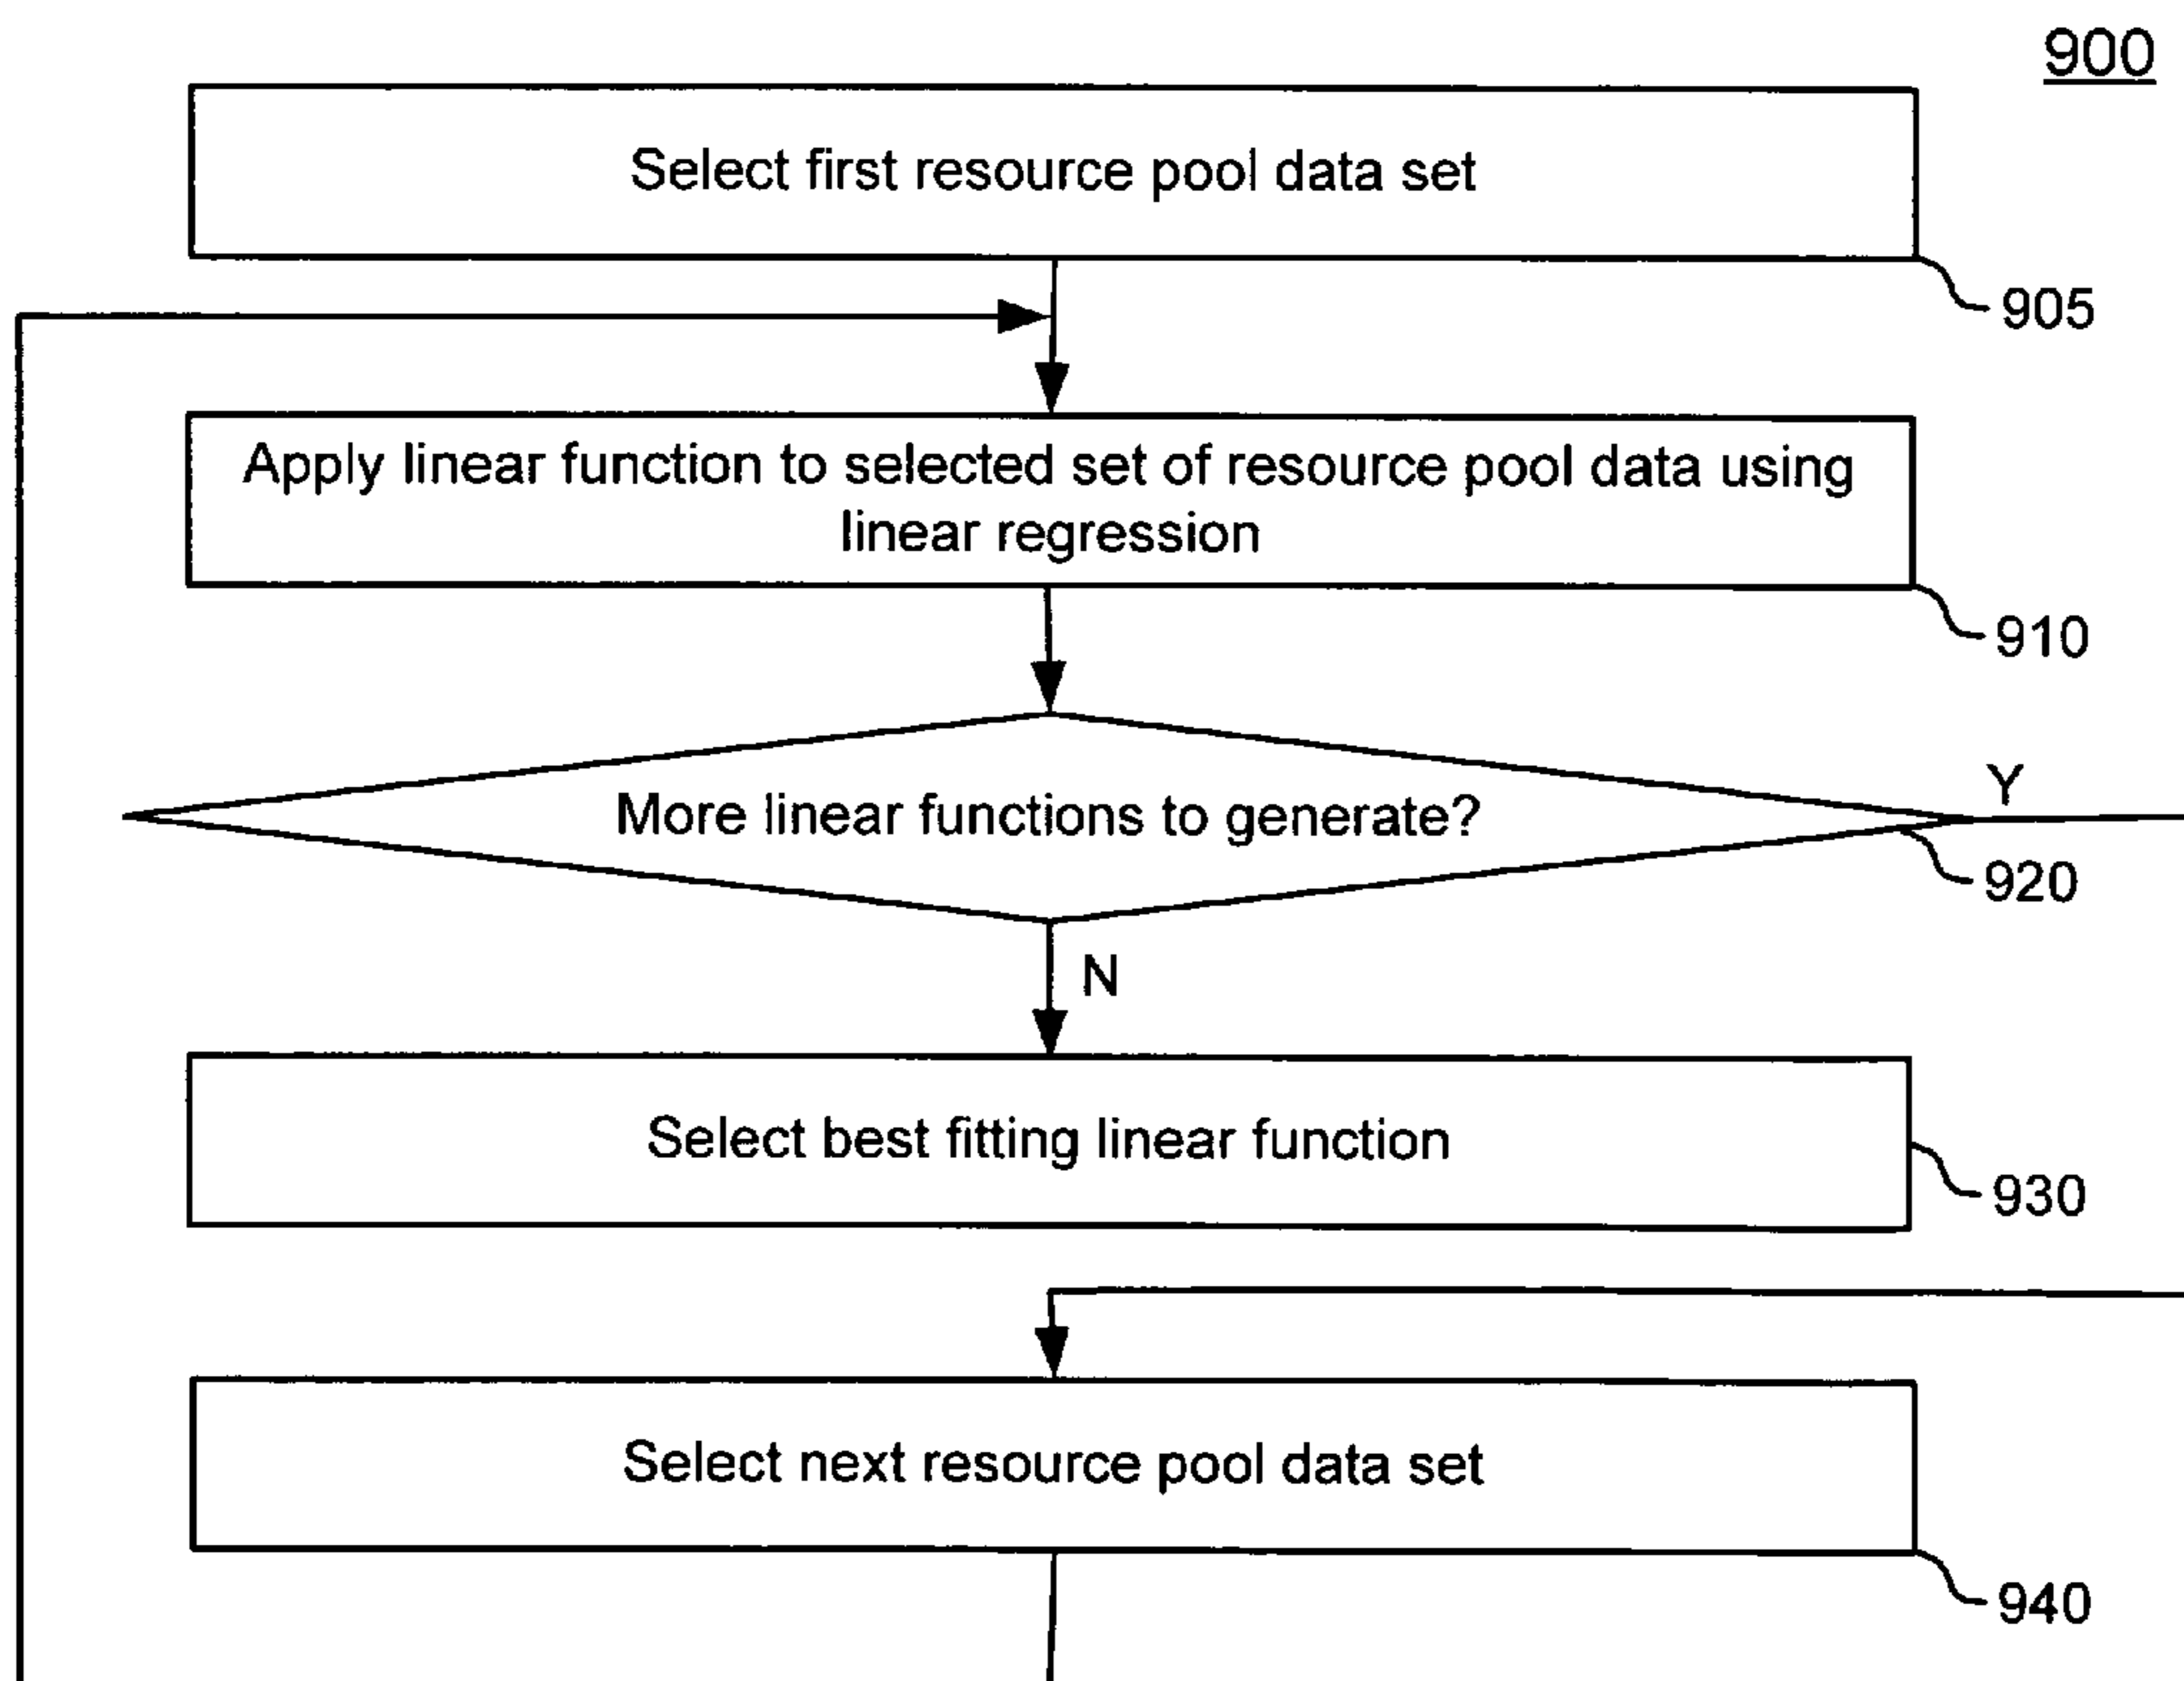 900
Select first resource pool data set
905
Apply linear function to selected set of resource pool data using
linear regression
910
More linear functions to generate?
Y
920
N
Select best fitting linear function
930
Select next resource pool data set
940